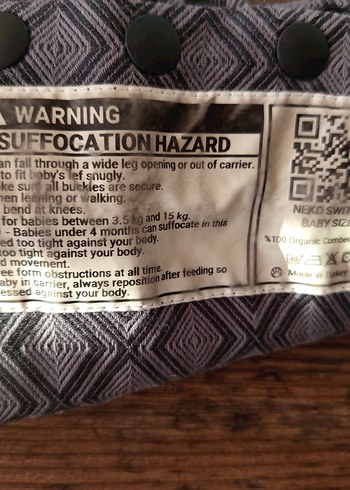 WARNING
SUFFOCATION HAZARD
an fall through a wide leg opening or out of carrier.
to fit baby's leg snugly.
ke sure all buckles are secure.
hen leaning or walking.
bend at knees.
for babies between 3.5 kg and 15 kg.
- Babies under 4 months can suffocate in this
ed too tight against your body.
too tight against your body.
d movement.
ree form obstructions at all time.
aby in carrier, always reposition after feeding so
essed against your body.
NEKO SWIT
BABY SIZE
%100 Organic Combe
Made in Turkey